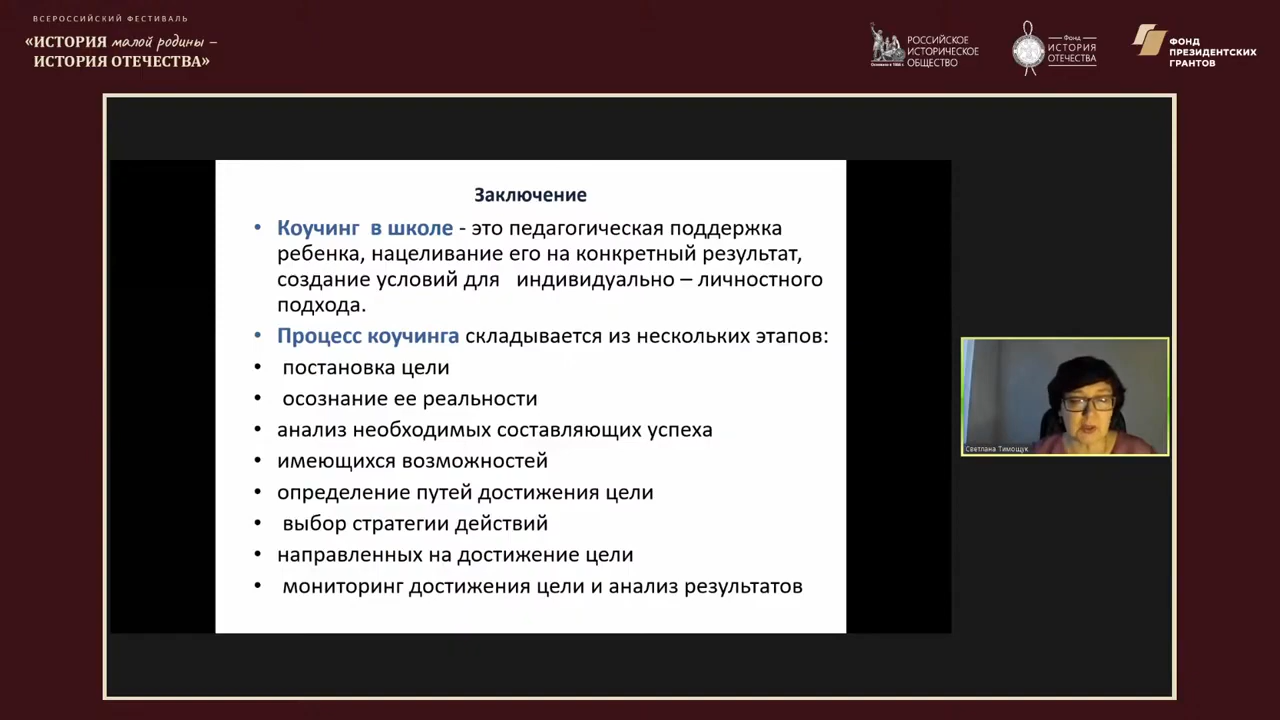 ВСЕРОССИЙСКИЙ ФЕСТИВАЛЬ
«ИСТОРИЯ малой родины –
ИСТОРИЯ ОТЕЧЕСТВА»
РОССИЙСКОЕ
ИСТОРИЧЕСКОЕ
ОБЩЕСТВО
Основано в 1866 г.
Фонд
ИСТОРИЯ
ОТЕЧЕСТВА
ФОНД
ПРЕЗИДЕНТСКИХ
ГРАНТОВ
Заключение
• Коучинг в школе - это педагогическая поддержка
ребенка, нацеливание его на конкретный результат,
создание условий для индивидуально – личностного
подхода.
• Процесс коучинга складывается из нескольких этапов:
• постановка цели
• осознание ее реальности
• анализ необходимых составляющих успеха
• имеющихся возможностей
• определение путей достижения цели
• выбор стратегии действий
• направленных на достижение цели
• мониторинг достижения цели и анализ результатов
Светлана Тимощук